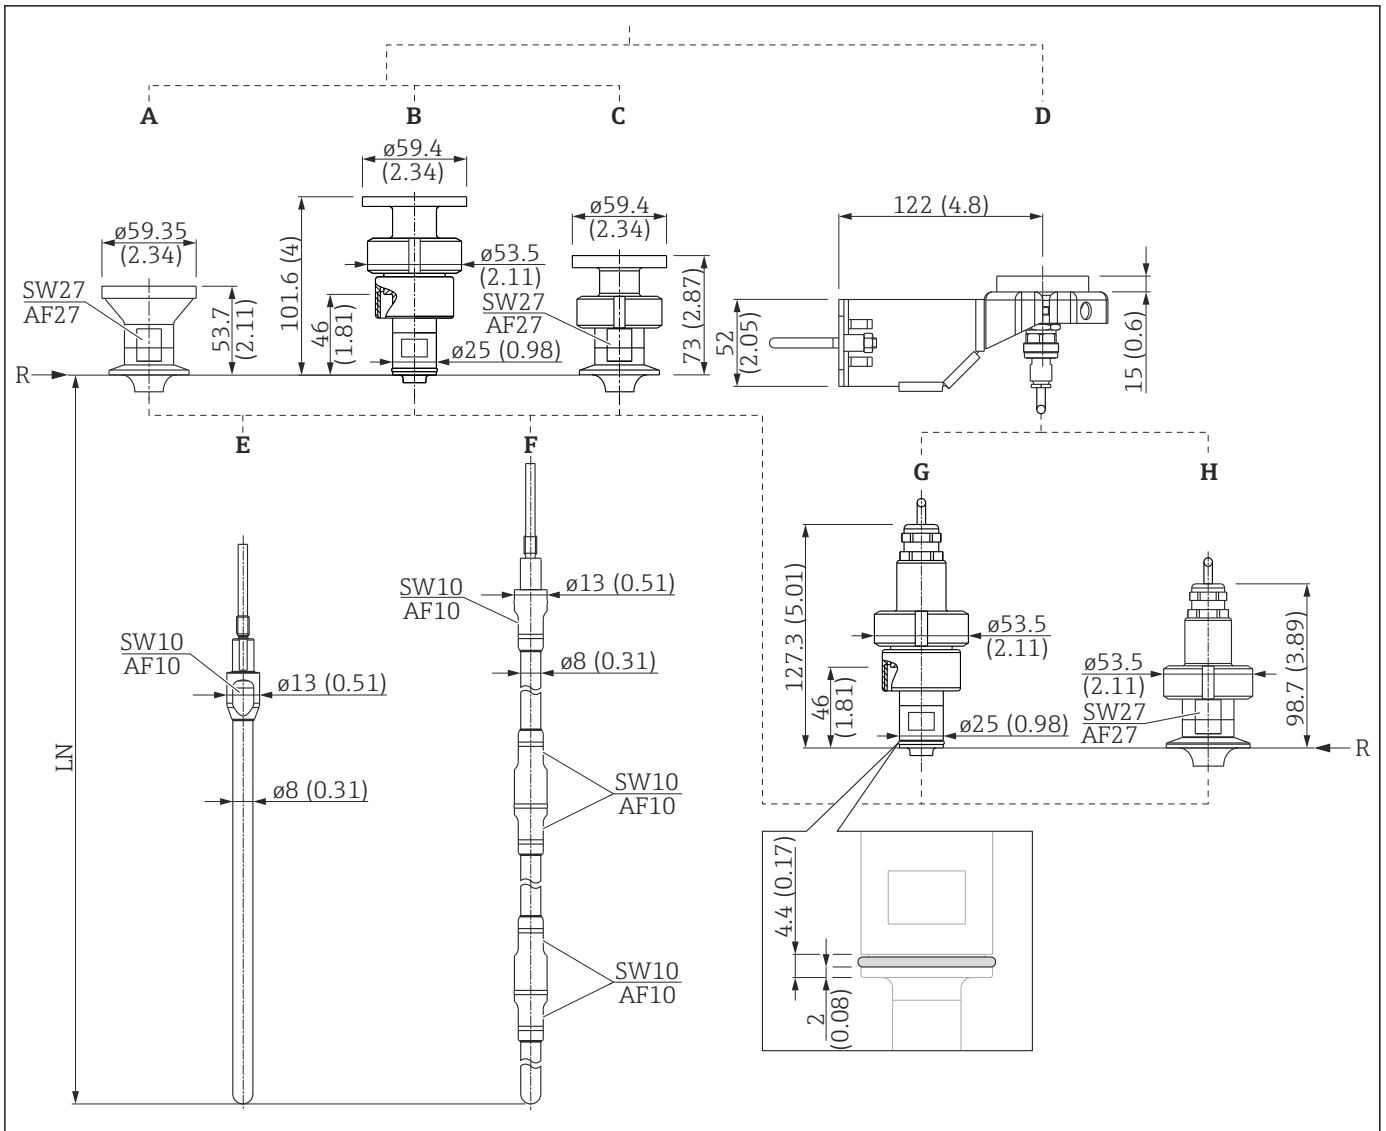 A
B
C
D
ø59.4
(2.34)
ø59.35
(2.34)
SW27
AF27
53.7
(2.11)
101.6 (4)
46
(1.81)
ø53.5
(2.11)
ø25 (0.98)
ø59.4
(2.34)
SW27
AF27
73 (2.87)
122 (4.8)
52
(2.05)
15 (0.6)
R
E
F
G
H
LN
SW10
AF10
ø13 (0.51)
ø8 (0.31)
SW10
AF10
ø13 (0.51)
ø8 (0.31)
SW10
AF10
SW10
AF10
127.3 (5.01)
46
(1.81)
ø53.5
(2.11)
ø25 (0.98)
ø53.5
(2.11)
SW27
AF27
98.7 (3.89)
R
4.4 (0.17)
2
(0.08)